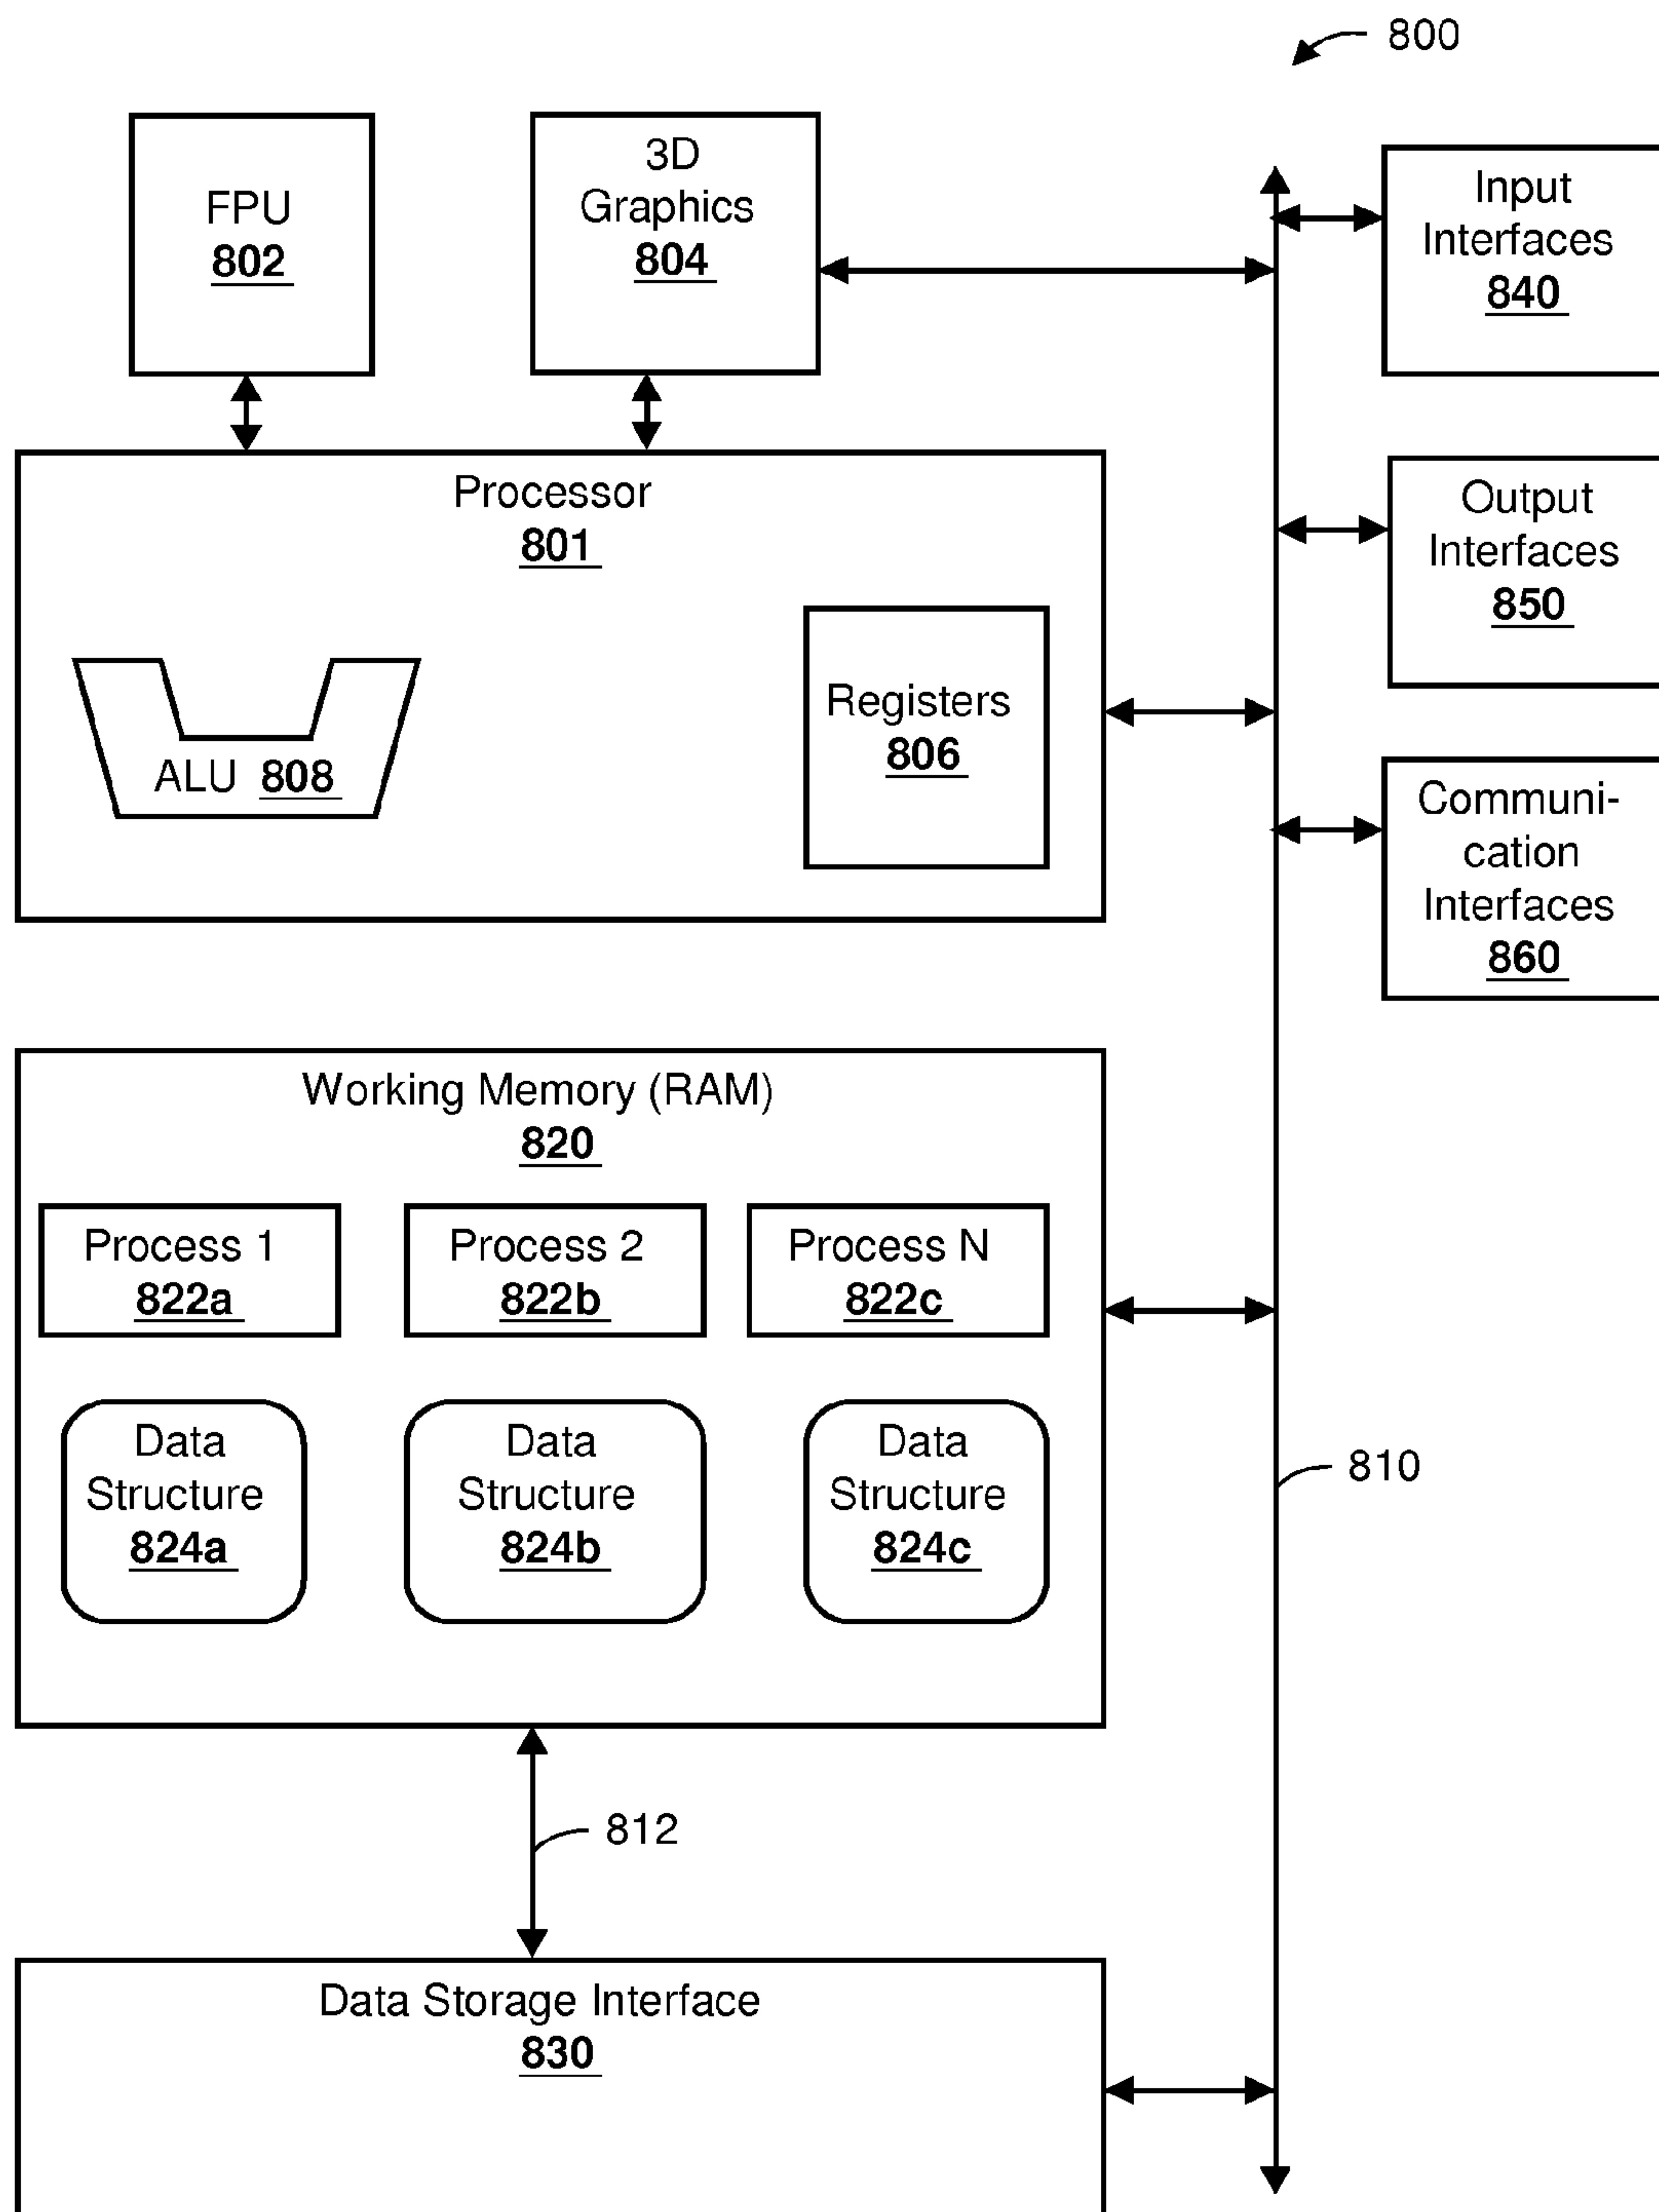 800
FPU
802
3D
Graphics
804
Input
Interfaces
840
Processor
801
Output
Interfaces
850
ALU 808
Registers
806
Communi-
cation
Interfaces
860
Working Memory (RAM)
820
Process 1
822a
Process 2
822b
Process N
822c
Data
Structure
824a
Data
Structure
824b
Data
Structure
824c
810
812
Data Storage Interface
830